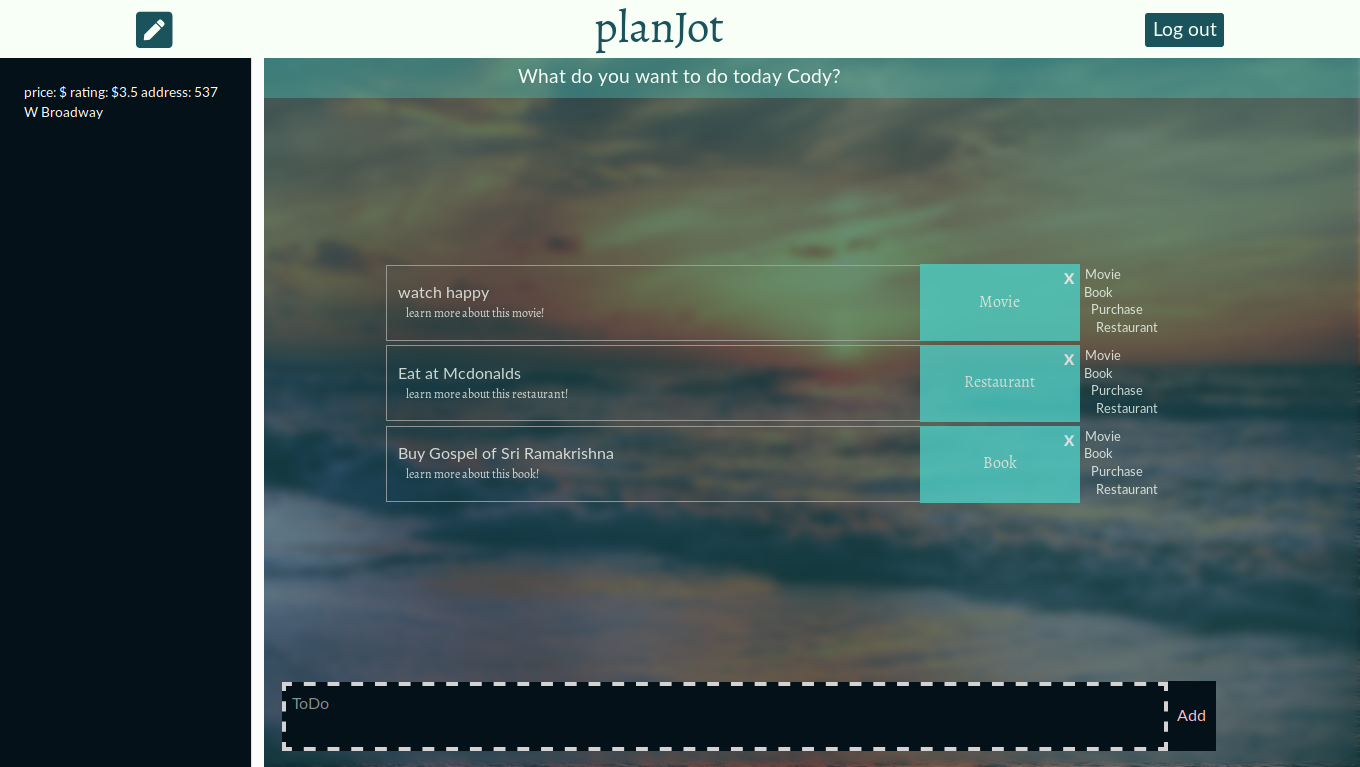 planJot
Log out
price: $ rating: $3.5 address: 537
W Broadway
What do you want to do today Cody?
watch happy
learn more about this movie!
Movie
X
Movie
Book
Purchase
Restaurant
Eat at Mcdonalds
learn more about this restaurant!
Restaurant
X
Movie
Book
Purchase
Restaurant
Buy Gospel of Sri Ramakrishna
learn more about this book!
Book
X
Movie
Book
Purchase
Restaurant
ToDo
Add